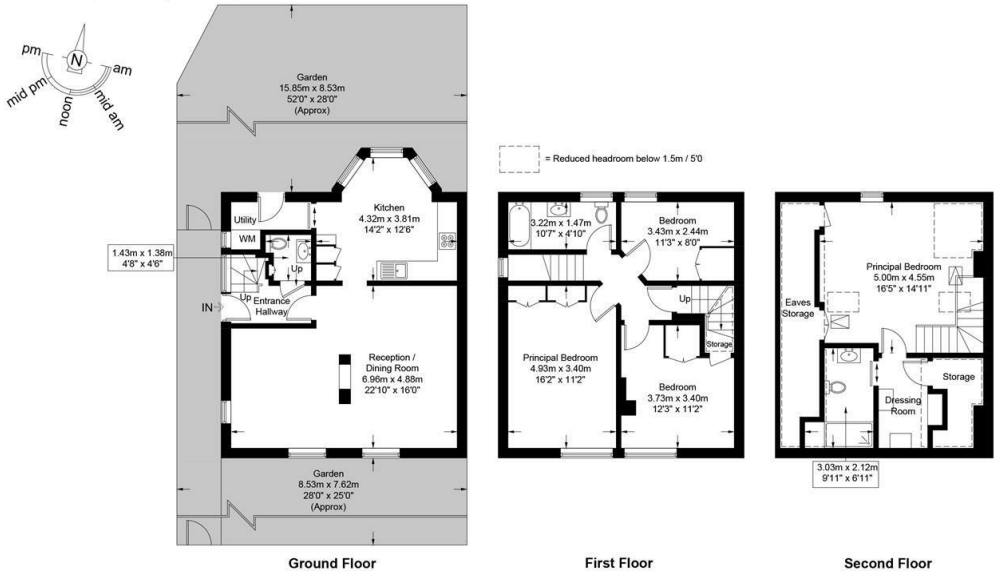 pm
N
am
mid pm
noon
mid am
Garden
15.85m x 8.53m
52'0" x 28'0"
(Approx)
= Reduced headroom below 1.5m / 5'0
Utility
WM
Kitchen
4.32m x 3.81m
14'2" x 12'6"
1.43m x 1.38m
4'8" x 4'6"
Up
Up
IN
Entrance
Hallway
Reception /
Dining Room
6.96m x 4.88m
22'10" x 16'0"
Garden
8.53m x 7.62m
28'0" x 25'0"
(Approx)
Ground Floor
3.22m x 1.47m
10'7" x 4'10"
Bedroom
3.43m x 2.44m
11'3" x 8'0"
Up
Storage
Principal Bedroom
4.93m x 3.40m
16'2" x 11'2"
Bedroom
3.73m x 3.40m
12'3" x 11'2"
First Floor
Principal Bedroom
5.00m x 4.55m
16'5" x 14'11"
Eaves
Storage
Storage
Dressing
Room
3.03m x 2.12m
9'11" x 6'11"
Second Floor